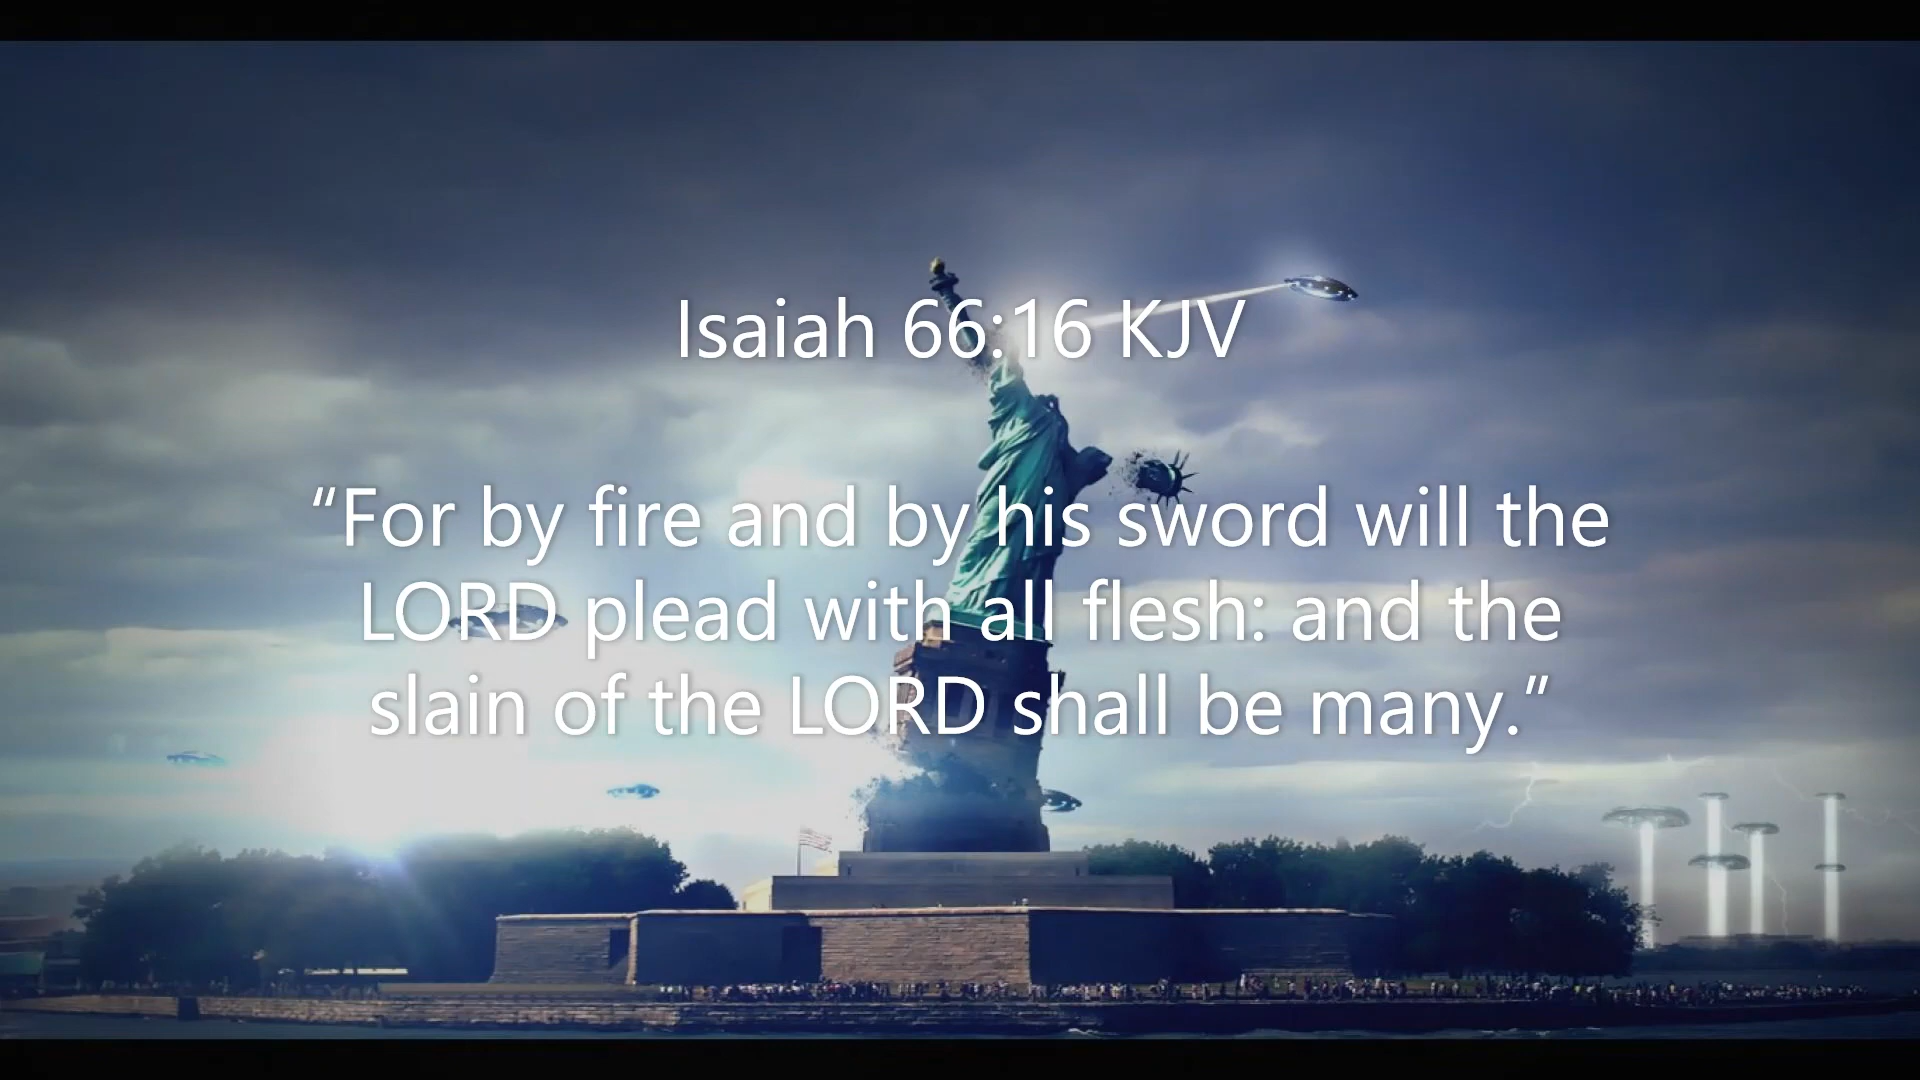 Isaiah 66:16 KJV
“For by fire and by his sword will the
LORD plead with all flesh: and the
slain of the LORD shall be many.”